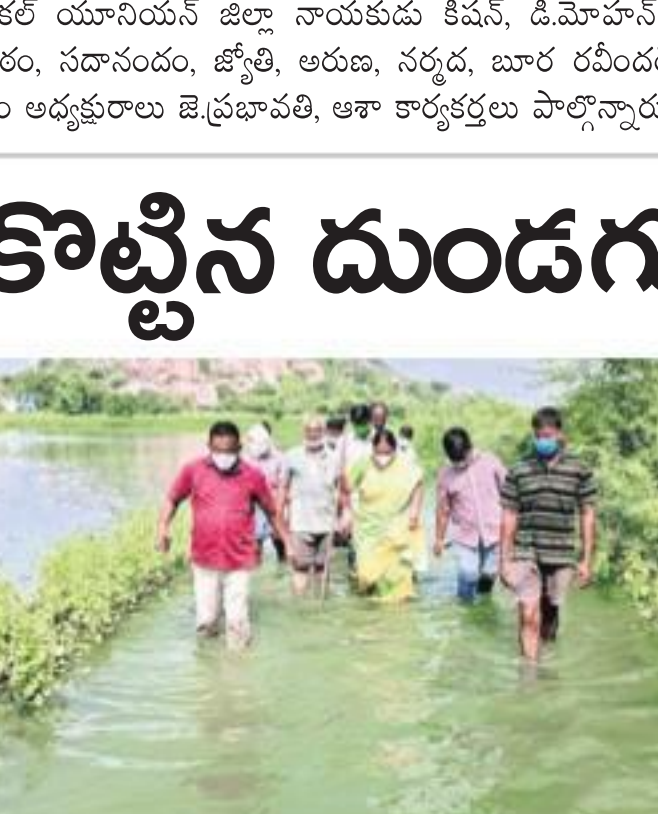 కల్ యూనియన్ జిల్లా నాయకుడు కిషన్, డి.మోహన్
ఠం, సదానందం, జ్యోతి, అరుణ, నర్మద, బూర రవీందం
అధ్యక్షురాలు జె.ప్రభావతి, ఆశా కార్యకర్తలు పాల్గొన్నారు
కొట్టిన దుండగు